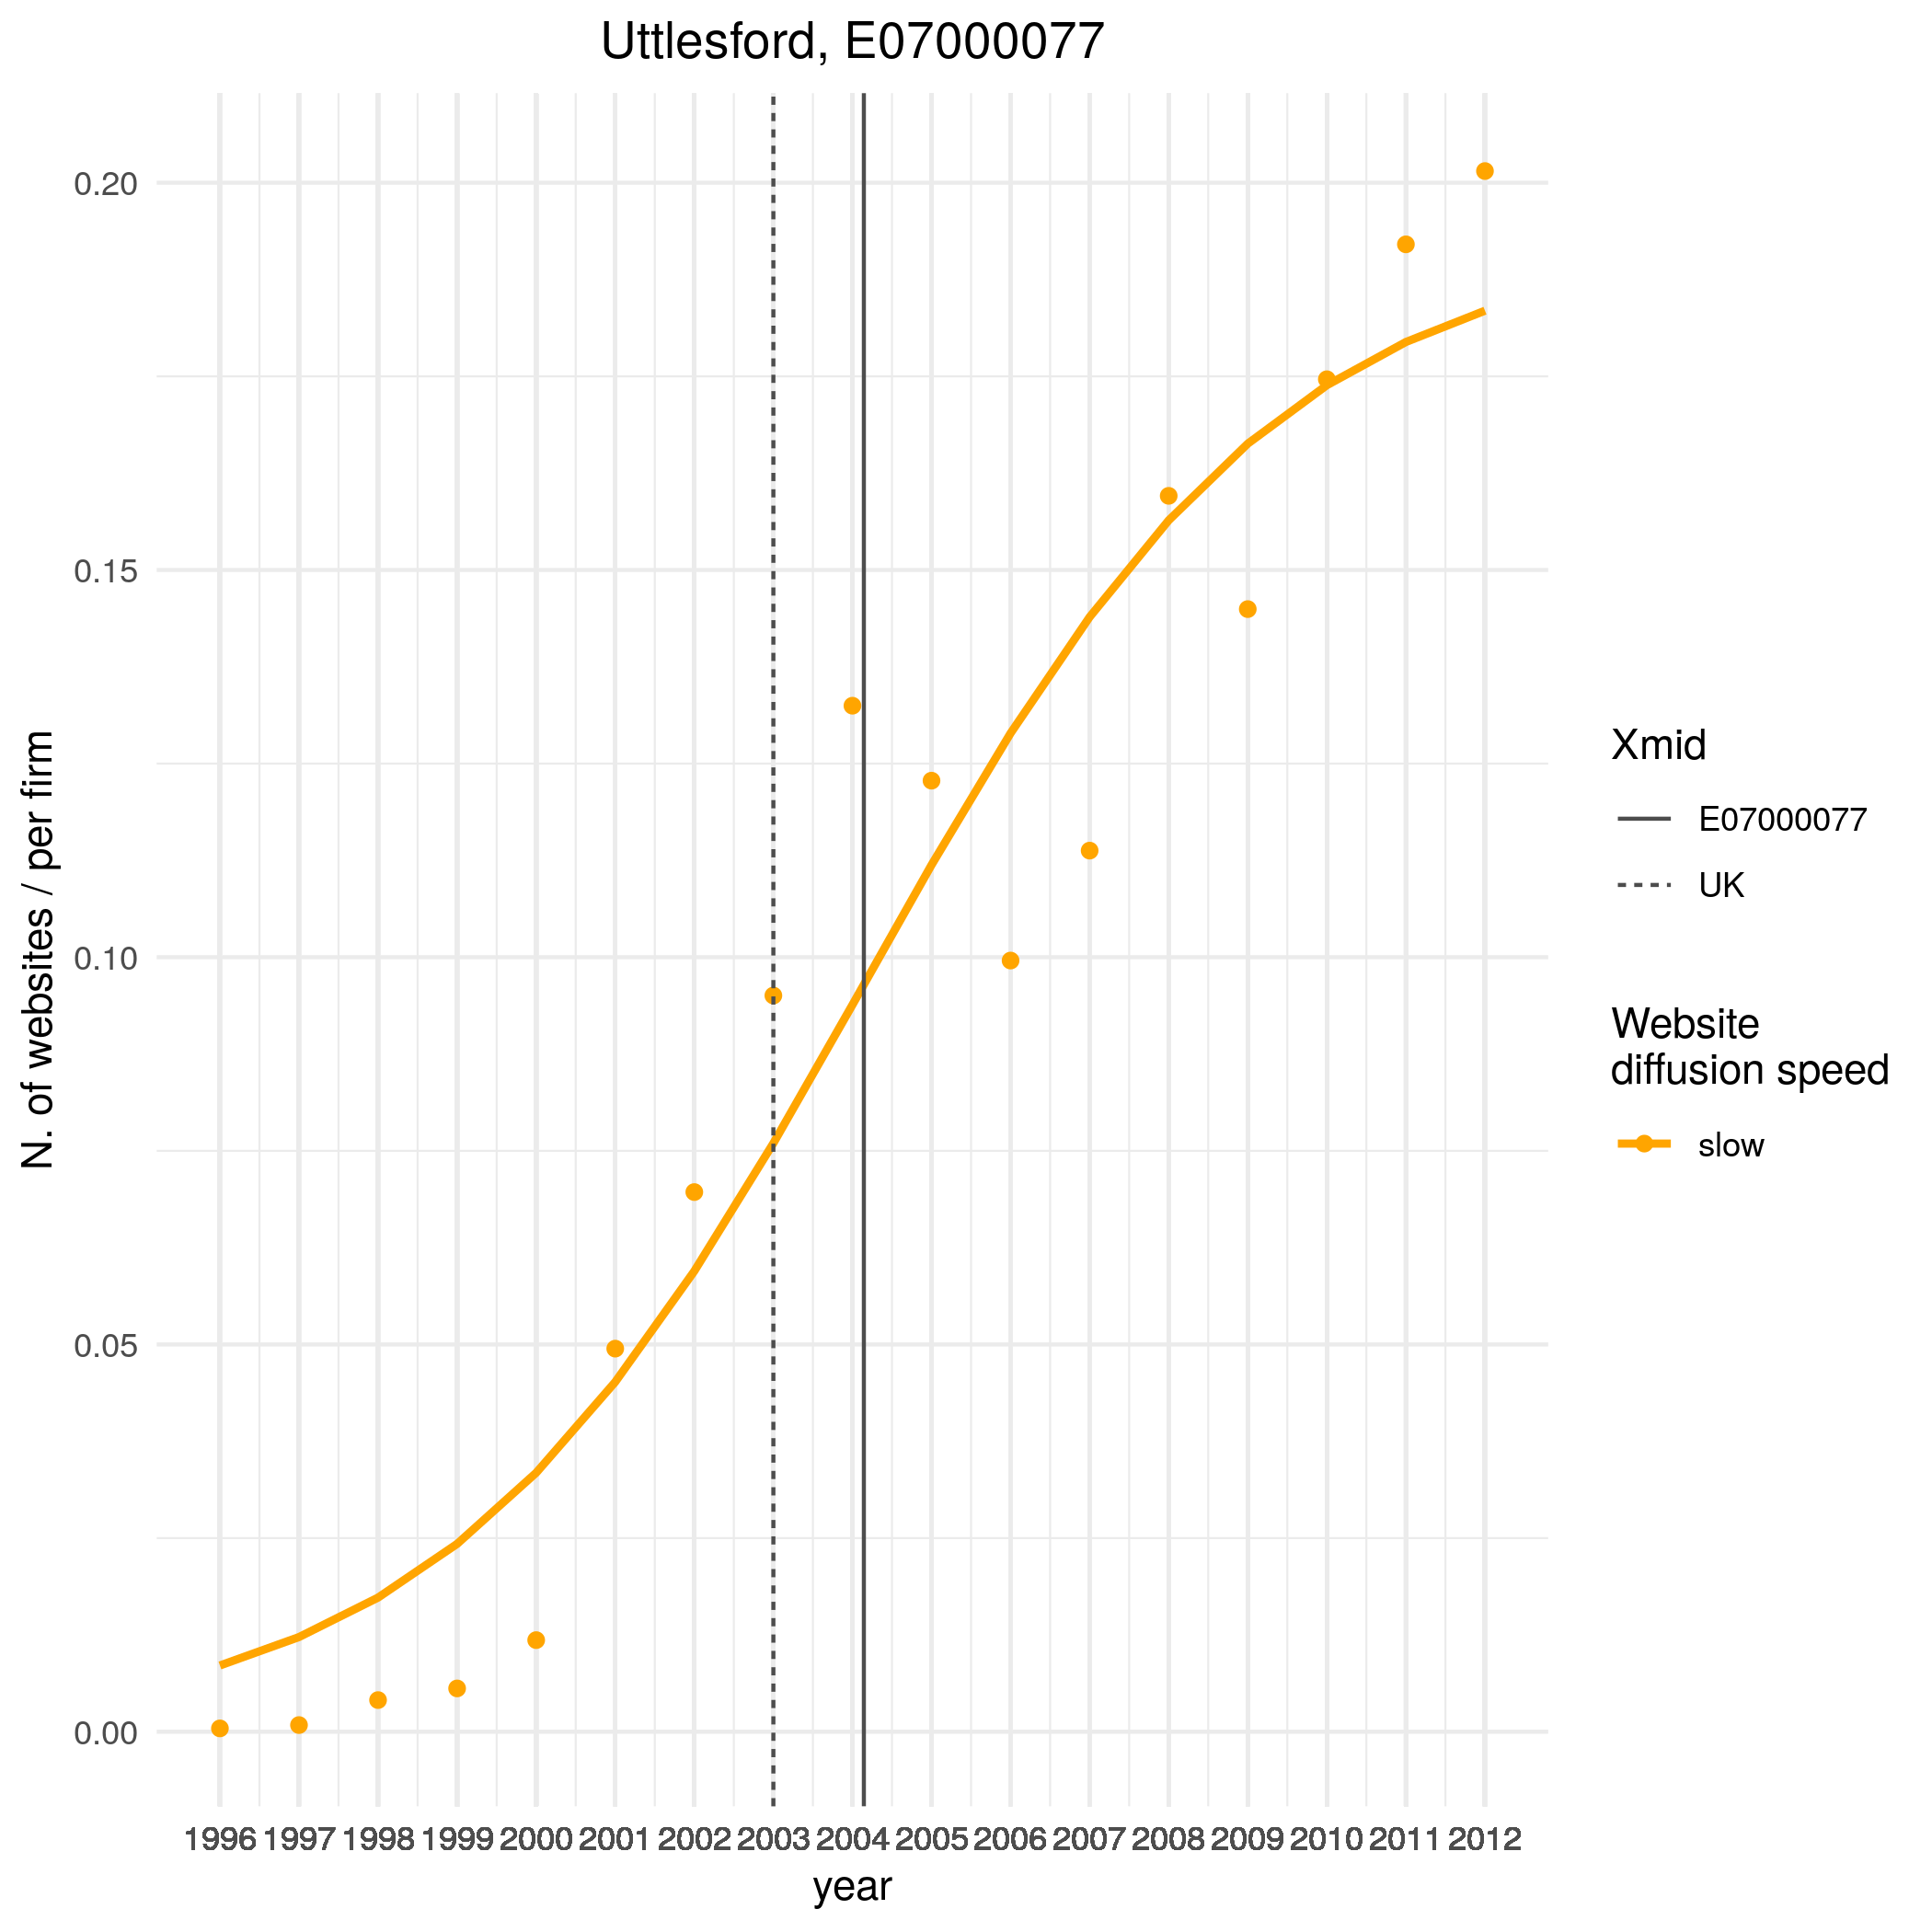 Uttlesford, E07000077
N. of websites / per firm
0.20
0.15
0.10
0.05
0.00
1996 1997 1998 1999 2000 2001 2002 2003 2004 2005 2006 2007 2008 2009 2010 2011 2012
year
Xmid
E07000077
UK
Website
diffusion speed
slow